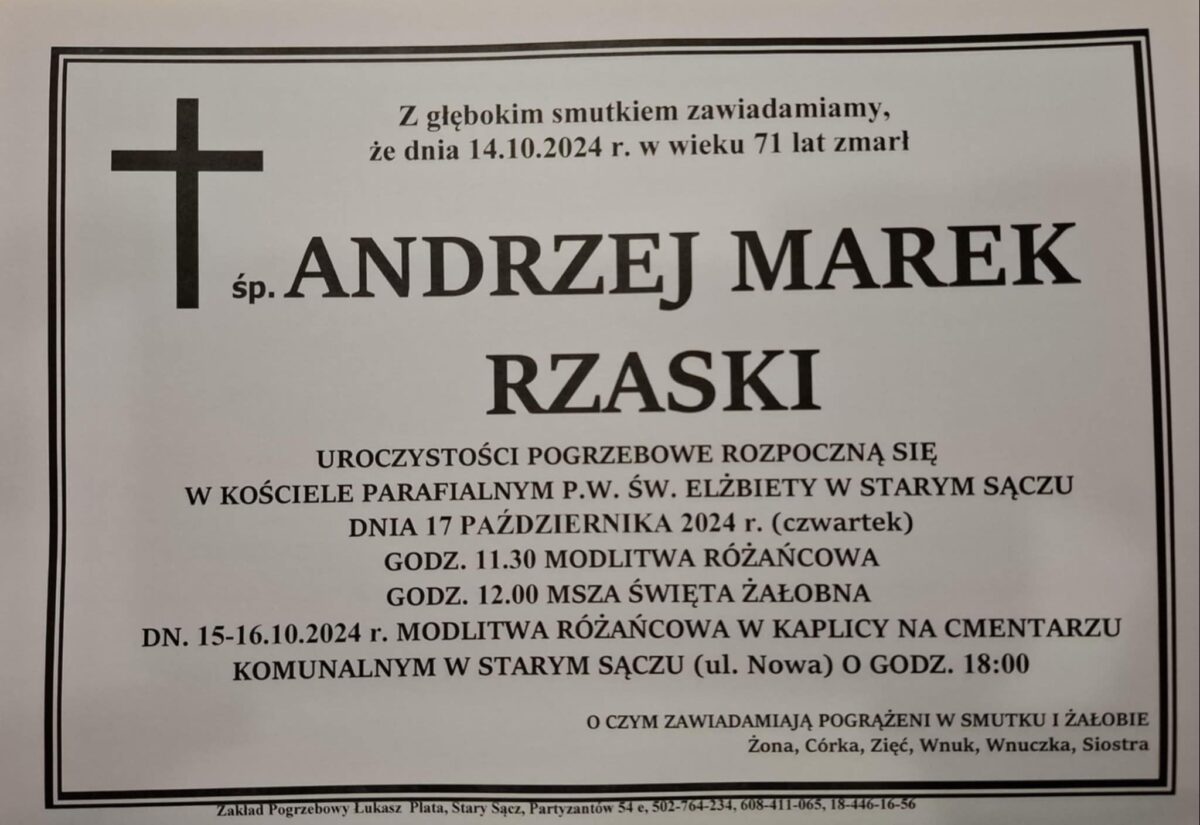 Z głębokim smutkiem zawiadamiamy,
że dnia 14.10.2024 r. w wieku 71 lat zmarł
śp. ANDRZEJ MAREK
RZASKI
UROCZYSTOŚCI POGRZEBOWE ROZPOCZNĄ SIĘ
W KOŚCIELE PARAFIALNYM P.W. ŚW. ELŻBIETY W STARYM SĄCZU
DNIA 17 PAŹDZIERNIKA 2024 r. (czwartek)
GODZ. 11.30 MODLITWA RÓŻAŃCOWA
GODZ. 12.00 MSZA ŚWIĘTA ŻAŁOBNA
DN. 15-16.10.2024 r. MODLITWA RÓŻAŃCOWA W KAPLICY NA CMENTARZU
KOMUNALNYM W STARYM SĄCZU (ul. Nowa) O GODZ. 18:00
O CZYM ZAWIADAMIAJĄ POGRĄŻENI W SMUTKU I ŻAŁOBIE
Żona, Córka, Zięć, Wnuk, Wnuczka, Siostra
Zakład Pogrzebowy Łukasz Plata, Stary Sącz, Partyzantów 54 e, 502-764-234, 608-411-065, 18-446-16-56